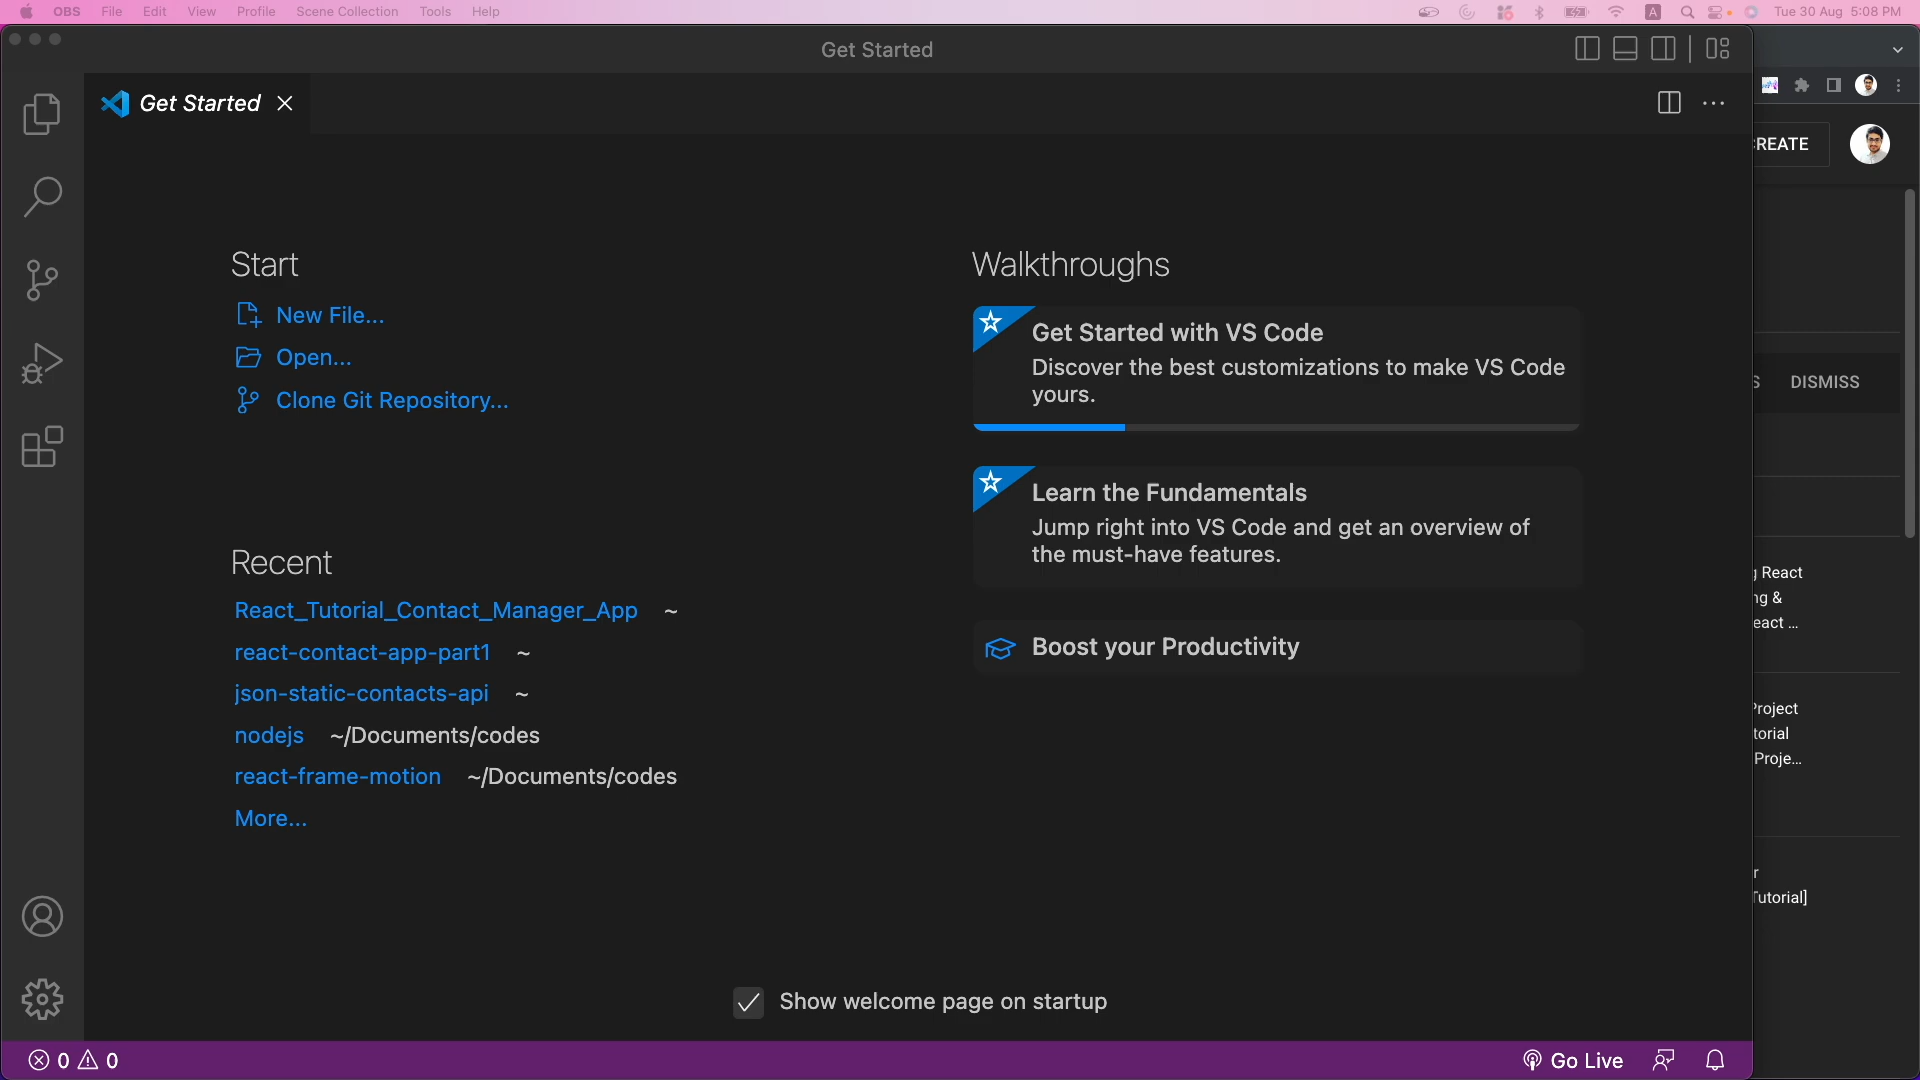 OBS File Edit View Profile Scene Collection Tools Help
A Tue 30 Aug 5:08 PM
Get Started
Get Started
Start
New File...
Open...
Clone Git Repository...
Recent
React_Tutorial_Contact_Manager_App ~
react-contact-app-part1 ~
json-static-contacts-api ~
nodejs ~/Documents/codes
react-frame-motion ~/Documents/codes
More...
Walkthroughs
Get Started with VS Code
Discover the best customizations to make VS Code
yours.
Learn the Fundamentals
Jump right into VS Code and get an overview of
the must-have features.
Boost your Productivity
Show welcome page on startup
0 0
Go Live
REATE
S DISMISS
g React
ng &
eact ...
Project
torial
Proje...
r
Tutorial]